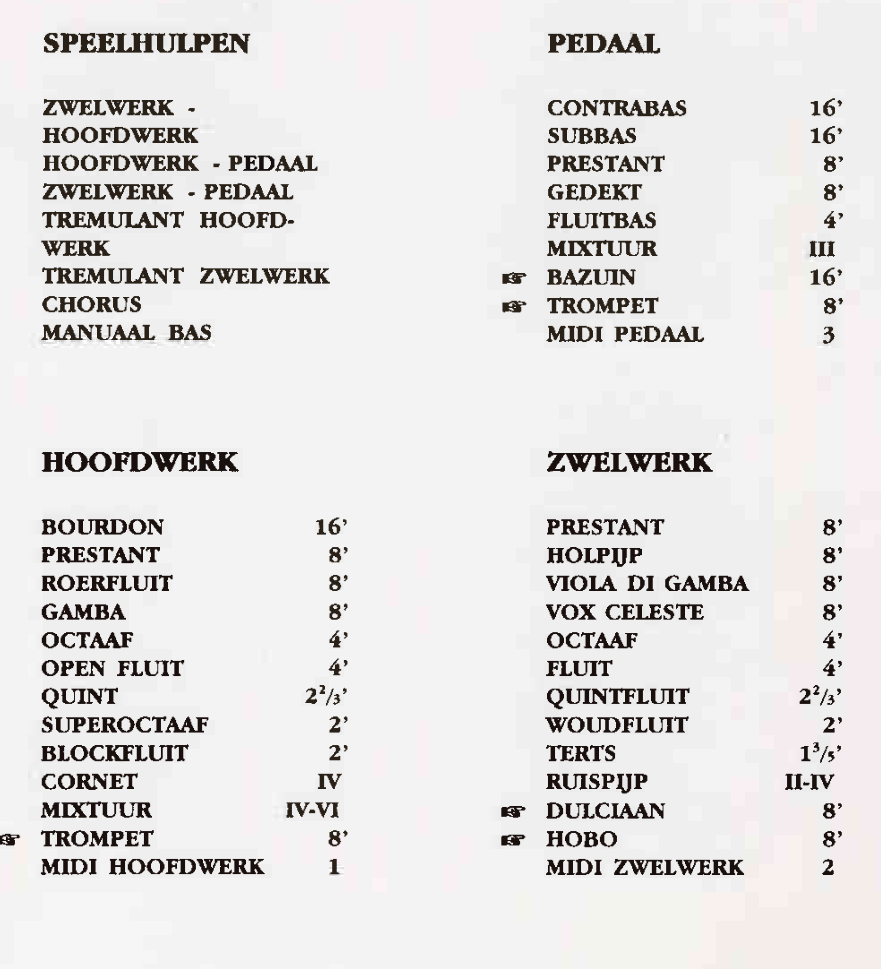 SPEELHULPEN
ZWELWERK -
HOOFDWERK
HOOFDWERK - PEDAAL
ZWELWERK - PEDAAL
TREMULANT HOOFD-
WERK
TREMULANT ZWELWERK
CHORUS
MANUAAL BAS
PEDAAL
CONTRABAS 16'
SUBBAS 16'
PRESTANT 8'
GEDEKT 8'
FLUITBAS 4'
MIXTUUR III
☞ BAZUIN 16'
☞ TROMPET 8'
MIDI PEDAAL 3
HOOFDWERK
BOURDON 16'
PRESTANT 8'
ROERFLUIT 8'
GAMBA 8'
OCTAAF 4'
OPEN FLUIT 4'
QUINT 2²/₃'
SUPEROCTAAF 2'
BLOCKFLUIT 2'
CORNET IV
MIXTUUR IV-VI
☞ TROMPET 8'
MIDI HOOFDWERK 1
ZWELWERK
PRESTANT 8'
HOLPIJP 8'
VIOLA DI GAMBA 8'
VOX CELESTE 8'
OCTAAF 4'
FLUIT 4'
QUINTFLUIT 2²/₃'
WOUDFLUIT 2'
TERTS 1³/₅'
RUISPIJP II-IV
☞ DULCIAAN 8'
☞ HOBO 8'
MIDI ZWELWERK 2